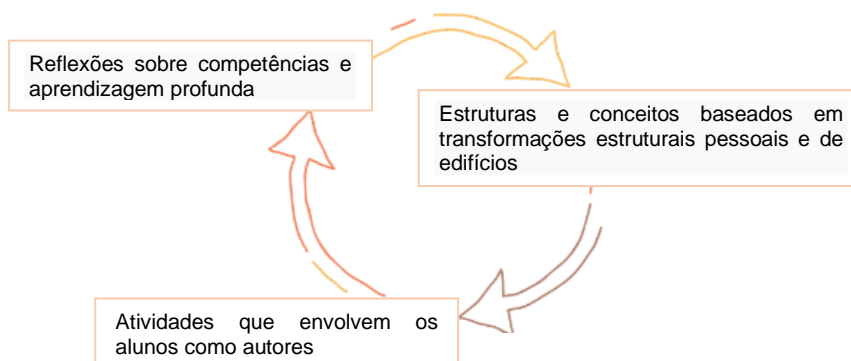 Reflexões sobre competências e
aprendizagem profunda
Estruturas e conceitos baseados em
transformações estruturais pessoais e de
edifícios
Atividades que envolvem os
alunos como autores